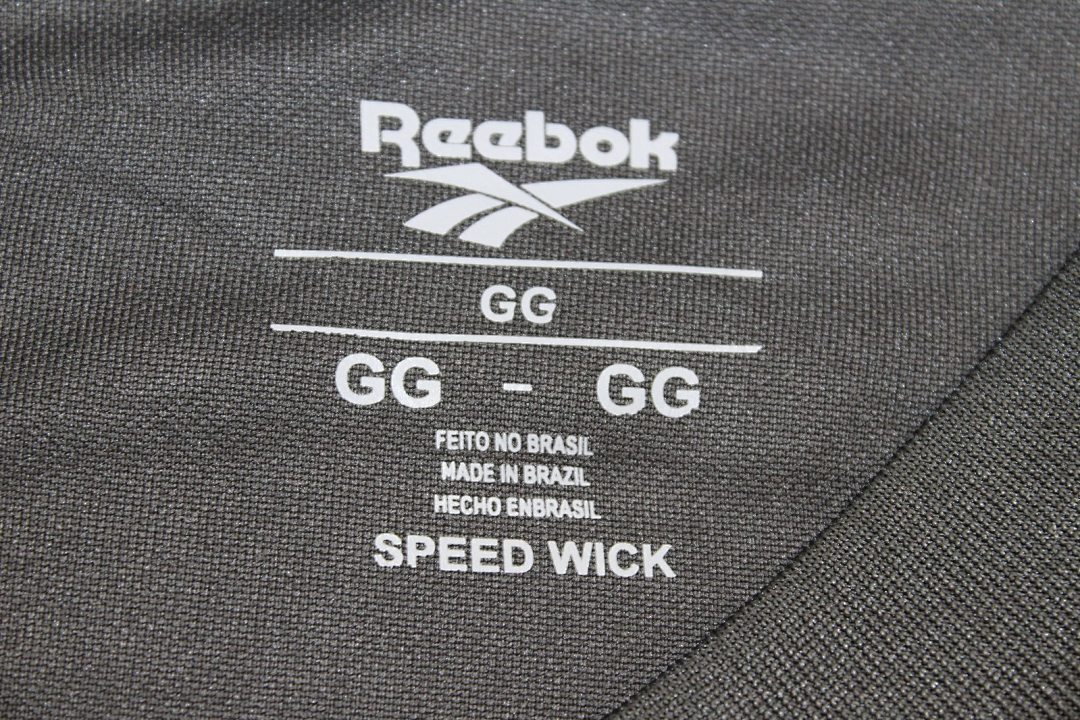 Reebok
GG
GG - GG
FEITO NO BRASIL
MADE IN BRAZIL
HECHO ENBRASIL
SPEED WICK